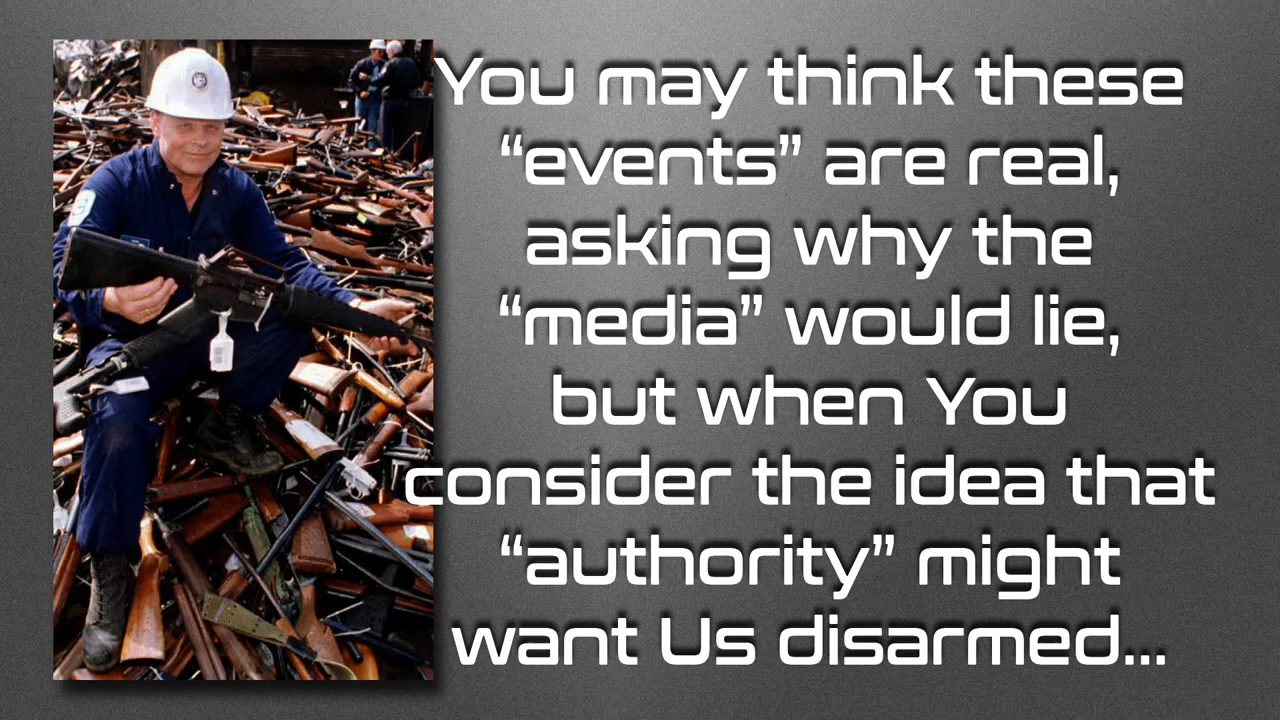 You may think these
“events” are real,
asking why the
“media” would lie,
but when You
consider the idea that
“authority” might
want Us disarmed...